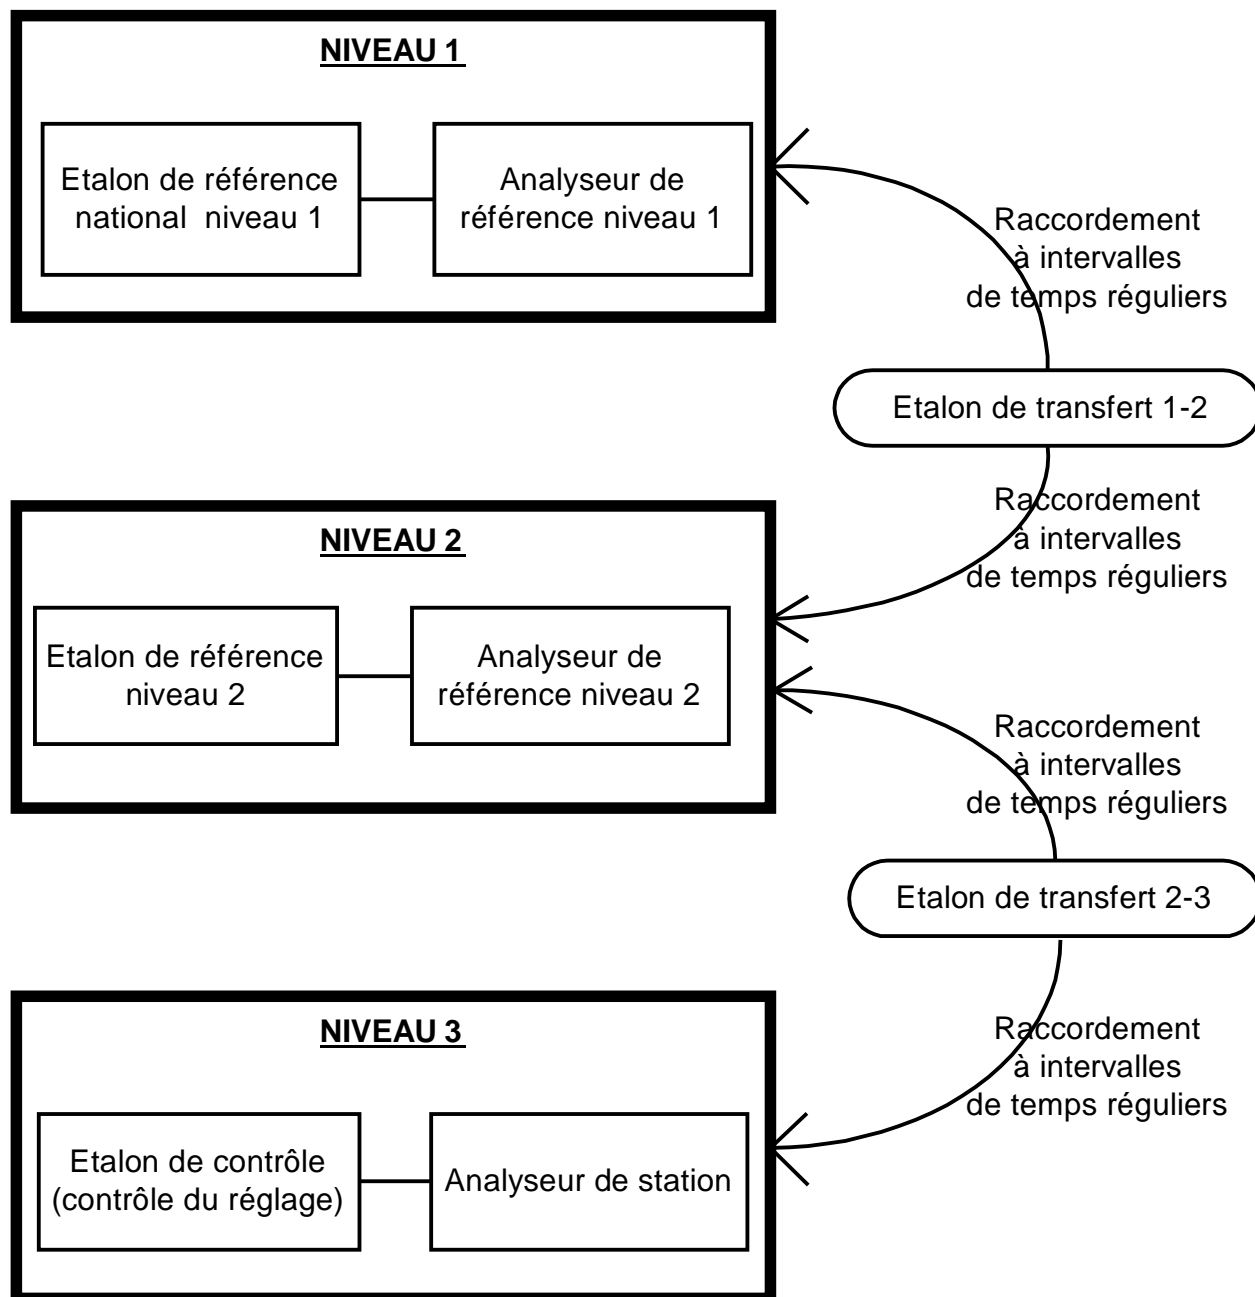 NIVEAU 1
Etalon de référence
national  niveau 1
Analyseur de
référence niveau 1
Raccordement
à intervalles
de temps réguliers
Etalon de transfert 1-2
Raccordement
à intervalles
de temps réguliers
NIVEAU 2
Etalon de référence
niveau 2
Analyseur de
référence niveau 2
Raccordement
à intervalles
de temps réguliers
Etalon de transfert 2-3
Raccordement
à intervalles
de temps réguliers
NIVEAU 3
Etalon de contrôle
(contrôle du réglage)
Analyseur de station